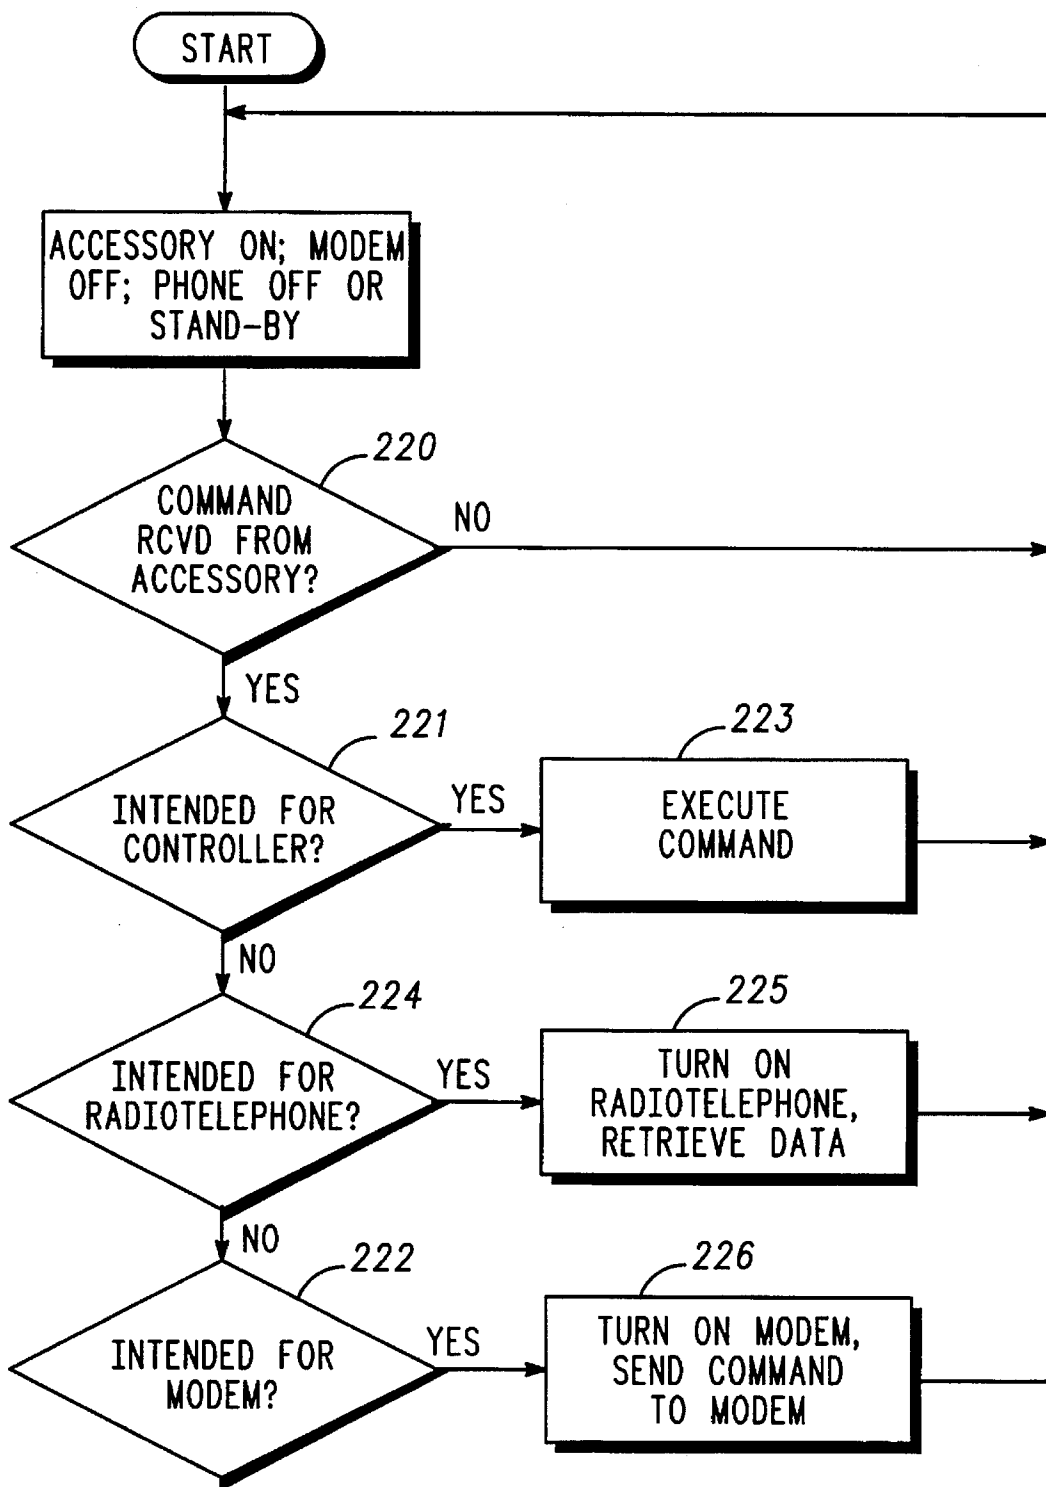 START
ACCESSORY ON; MODEM
OFF; PHONE OFF OR
STAND-BY
220
COMMAND
RCVD FROM
ACCESSORY?
NO
YES
221
INTENDED FOR
CONTROLLER?
YES
223
EXECUTE
COMMAND
NO
224
INTENDED FOR
RADIOTELEPHONE?
YES
225
TURN ON
RADIOTELEPHONE,
RETRIEVE DATA
NO
222
INTENDED FOR
MODEM?
YES
226
TURN ON MODEM,
SEND COMMAND
TO MODEM